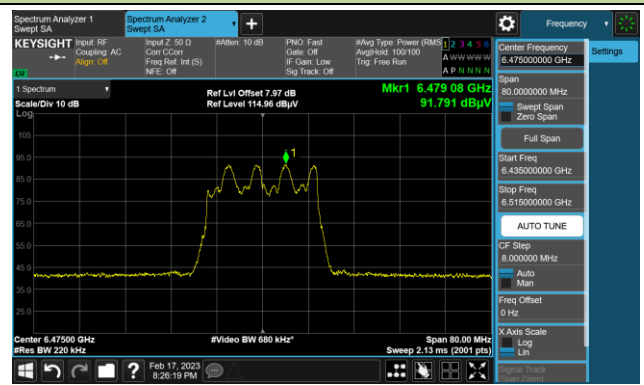 Spectrum Analyzer 1
Swept SA
Spectrum Analyzer 2
Swept SA
+
Frequency
KEYSIGHT
Input: RF
Coupling: AC
Align: Off
Input Z: 50 Ω
Corr CCorr
Freq Ref: Int (S)
NFE: Off
#Atten: 10 dB
PNO: Fast
Gate: Off
IF Gain: Low
Sig Track: Off
#Avg Type: Power (RMS)
Avg|Hold: 100/100
Trig: Free Run
1 2 3 4 5 6
A W W W W W
A P N N N N
LXI
1 Spectrum
Scale/Div 10 dB
Log
Ref Lvl Offset 7.97 dB
Ref Level 114.96 dBµV
Mkr1 6.479 08 GHz
91.791 dBµV
105
95.0
85.0
75.0
65.0
55.0
45.0
35.0
25.0
1
Center 6.47500 GHz
#Res BW 220 kHz
#Video BW 680 kHz*
Span 80.00 MHz
Sweep 2.13 ms (2001 pts)
Center Frequency
6.475000000 GHz
Settings
Span
80.0000000 MHz
Swept Span
Zero Span
Full Span
Start Freq
6.435000000 GHz
Stop Freq
6.515000000 GHz
AUTO TUNE
CF Step
8.000000 MHz
Auto
Man
Freq Offset
0 Hz
X Axis Scale
Log
Lin
Signal Track
(Span Zoom)
?
Feb 17, 2023
8:26:19 PM